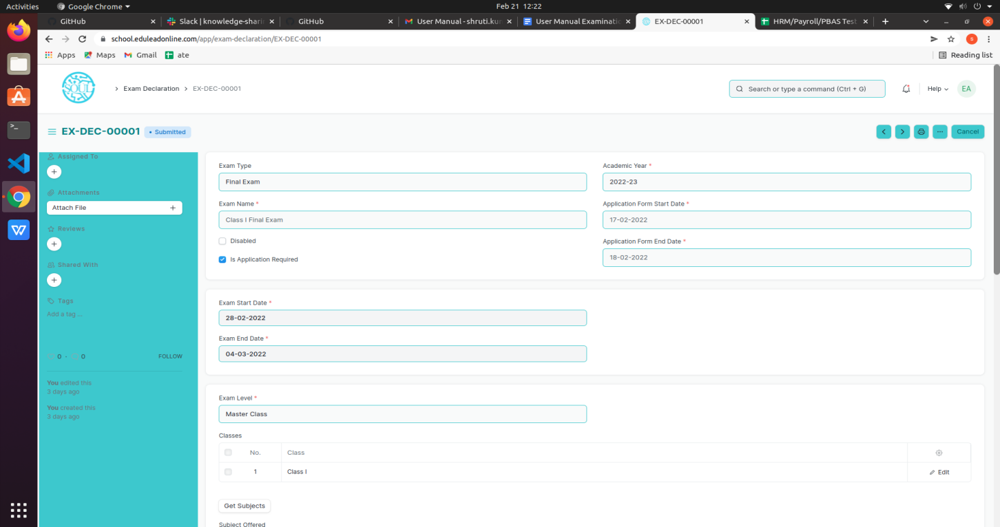 Activities Google Chrome Feb 21 12:22
GitHub Slack | knowledge-sharin GitHub User Manual - shruti.kur User Manual Examinatio EX-DEC-00001 HRM/Payroll/PBAS Test
school.eduleadonline.com/app/exam-declaration/EX-DEC-00001 S
Apps Maps Gmail ate Reading list
SOUL Exam Declaration EX-DEC-00001 Search or type a command (Ctrl + G) Help EA
EX-DEC-00001 • Submitted ··· Cancel
Assigned To
+
Attachments
Attach File +
Reviews
+
Shared With
+
Tags
Add a tag ...
0 · 0 FOLLOW
You edited this
3 days ago
You created this
3 days ago
Exam Type
Final Exam
Exam Name *
Class I Final Exam
Disabled
Is Application Required
Academic Year *
2022-23
Application Form Start Date *
17-02-2022
Application Form End Date *
18-02-2022
Exam Start Date *
28-02-2022
Exam End Date *
04-03-2022
Exam Level *
Master Class
Classes
No. Class
1 Class I Edit
Get Subjects
Subject Offered